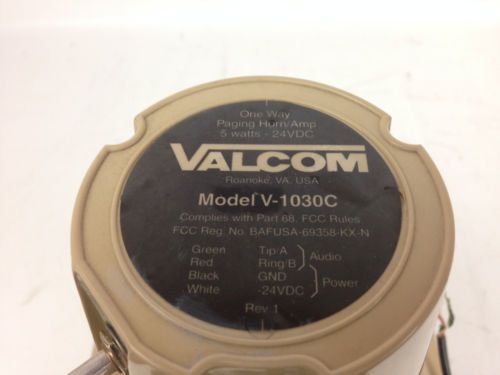 One Way
Paging Horn/Amp
5 watts - 24VDC
VALCOM
Roanoke, VA. USA
Model V-1030C
Complies with Part 68, FCC Rules
FCC Reg. No. BAFUSA-69358-KX-N
Green Tip/A
Red Ring/B } Audio
Black GND
White -24VDC } Power
Rev 1